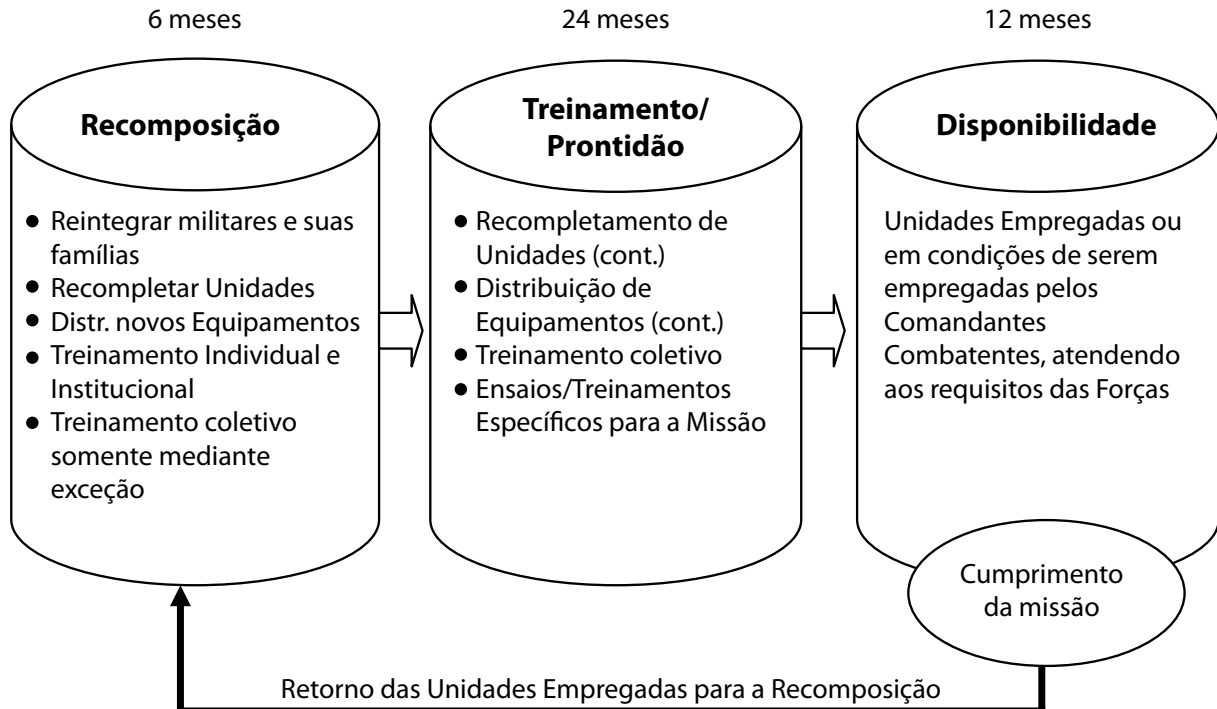 6 meses
24 meses
12 meses
Recomposição
● Reintegrar militares e suas
famílias
● Recompletar Unidades
● Distr. novos Equipamentos
● Treinamento Individual e
Institucional
● Treinamento coletivo
somente mediante
exceção
Treinamento/
Prontidão
● Recompletamento de
Unidades (cont.)
● Distribuição de
Equipamentos (cont.)
● Treinamento coletivo
● Ensaios/Treinamentos
Específicos para a Missão
Disponibilidade
Unidades Empregadas ou
em condições de serem
empregadas pelos
Comandantes
Combatentes, atendendo
aos requisitos das Forças
Cumprimento
da missão
Retorno das Unidades Empregadas para a Recomposição